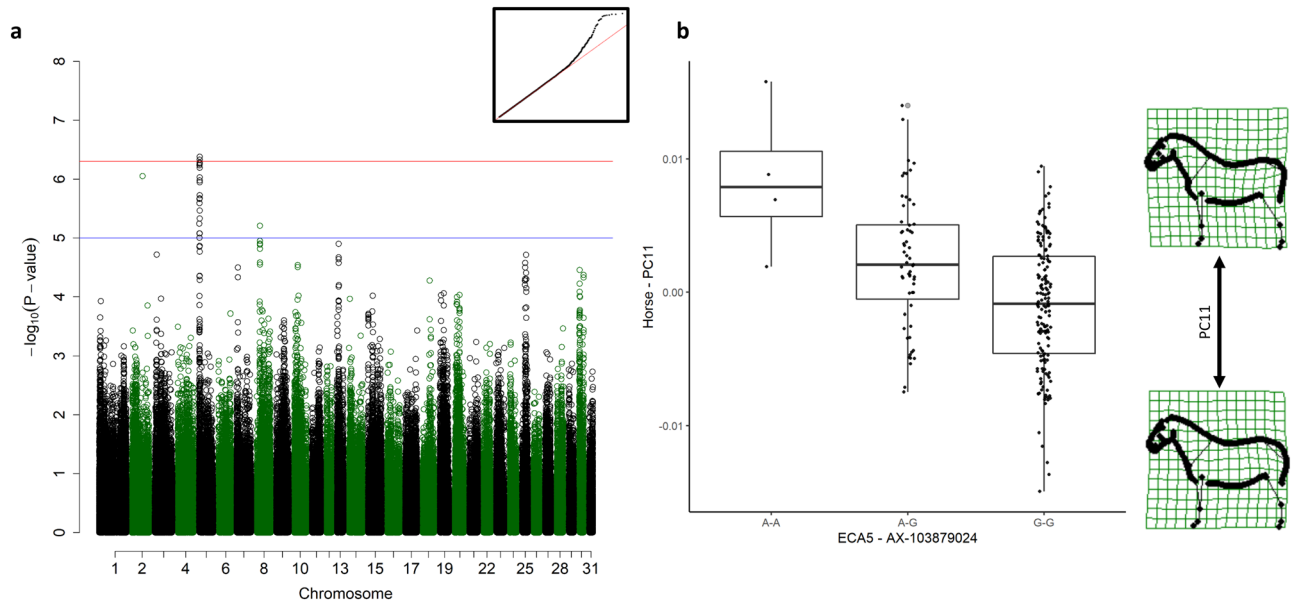 a
8
7
6
5
4
3
2
1
0
−log10(P − value)
1 2 4 6 8 10 13 15 17 19 22 25 28 31
Chromosome
b
0.01
0.00
-0.01
Horse - PC11
A-A A-G G-G
ECA5 - AX-103879024
PC11